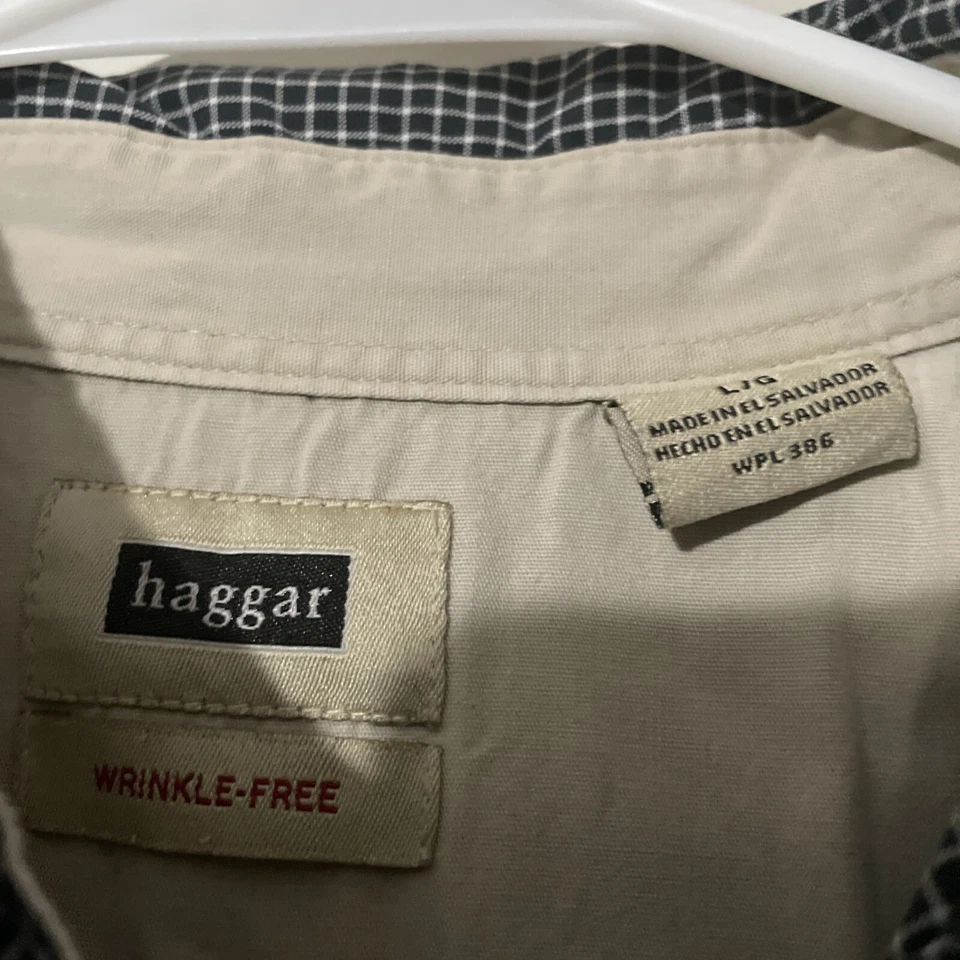 L/G
MADE IN EL SALVADOR
HECHO EN EL SALVADOR
WPL 386
haggar
WRINKLE-FREE